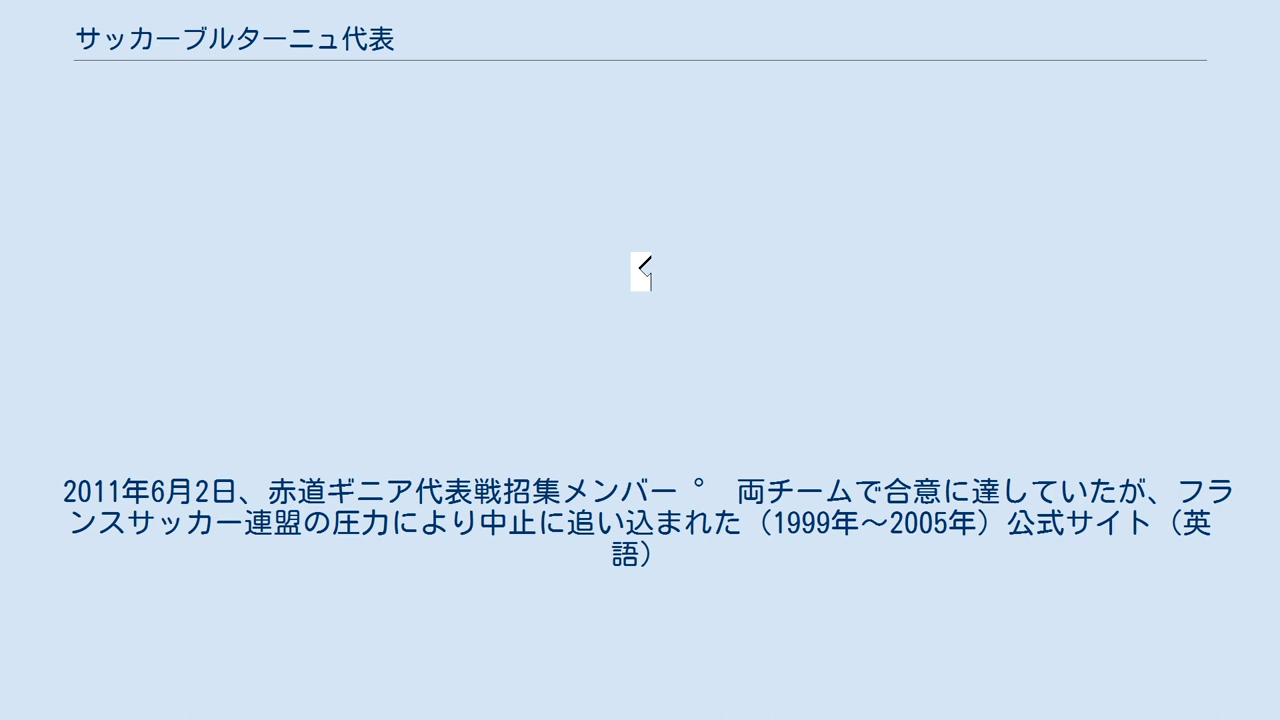 サッカーブルターニュ代表
2011年6月2日、赤道ギニア代表戦招集メンバー ° 両チームで合意に達していたが、フラ
ンスサッカー連盟の圧力により中止に追い込まれた（1999年〜2005年）公式サイト（英
語）